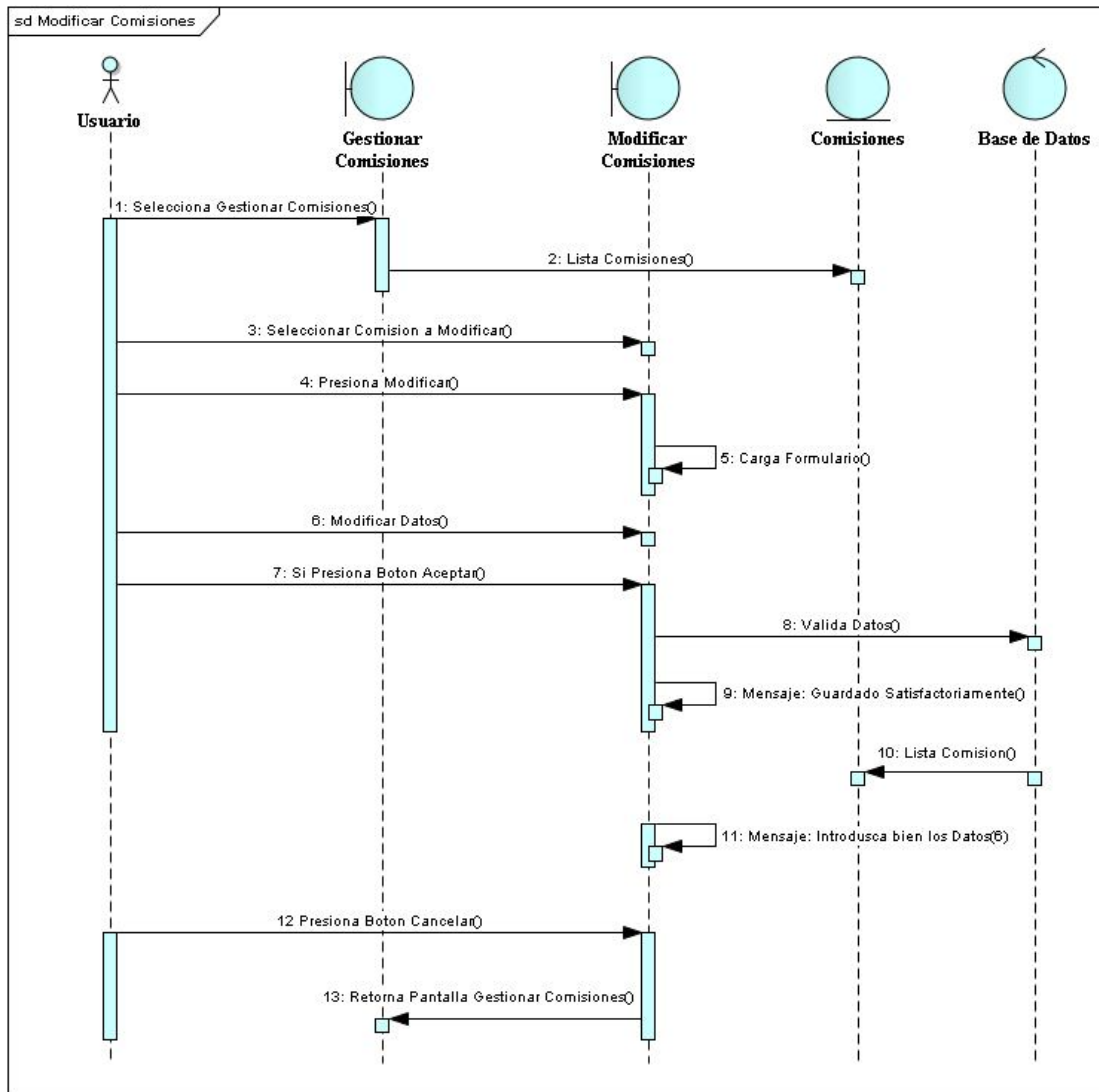 sd Modificar Comisiones
Usuario
Gestionar
Comisiones
Modificar
Comisiones
Comisiones
Base de Datos
1: Selecciona Gestionar Comisiones()
2: Lista Comisiones()
3: Seleccionar Comision a Modificar()
4: Presiona Modificar()
5: Carga Formulario()
6: Modificar Datos()
7: Si Presiona Boton Aceptar()
8: Valida Datos()
9: Mensaje: Guardado Satisfactoriamente()
10: Lista Comision()
11: Mensaje: Introdusca bien los Datos(6)
12 Presiona Boton Cancelar()
13: Retorna Pantalla Gestionar Comisiones()